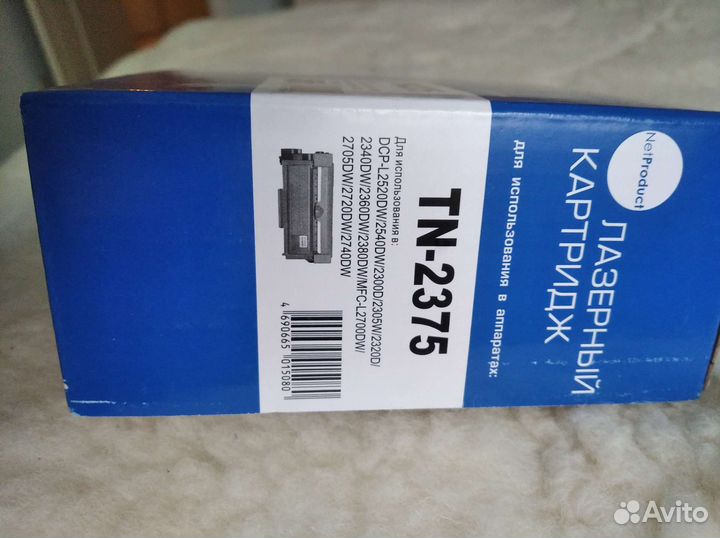 NetProduct
ЛАЗЕРНЫЙ
КАРТРИДЖ
для использования в аппаратах:
TN-2375
Для использования в:
DCP-L2520DW/2540DW/2300D/2305W/2320D/
2340DW/2360DW/2380DW/MFC-L2700DW/
2705DW/2720DW/2740DW
4 690665 015080
Avito